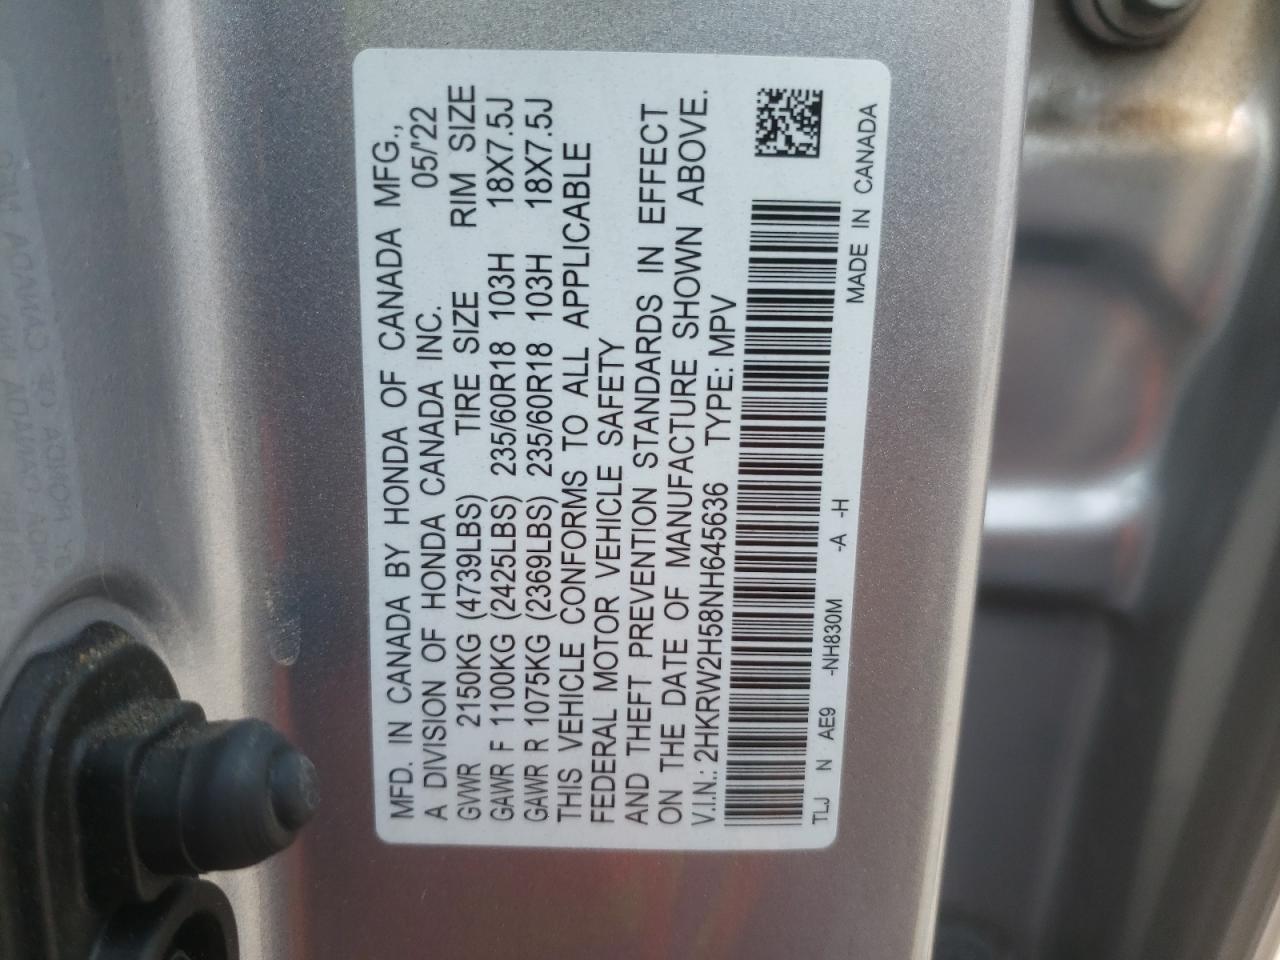 MFD. IN CANADA BY HONDA OF CANADA MFG.,
A DIVISION OF HONDA CANADA INC. 05/'22
GVWR 2150KG (4739LBS) TIRE SIZE RIM SIZE
GAWR F 1100KG (2425LBS) 235/60R18 103H 18X7.5J
GAWR R 1075KG (2369LBS) 235/60R18 103H 18X7.5J
THIS VEHICLE CONFORMS TO ALL APPLICABLE
FEDERAL MOTOR VEHICLE SAFETY
AND THEFT PREVENTION STANDARDS IN EFFECT
ON THE DATE OF MANUFACTURE SHOWN ABOVE.
V.I.N.: 2HKRW2H58NH645636 TYPE: MPV
TLJ N AE9 -NH830M -A -H MADE IN CANADA